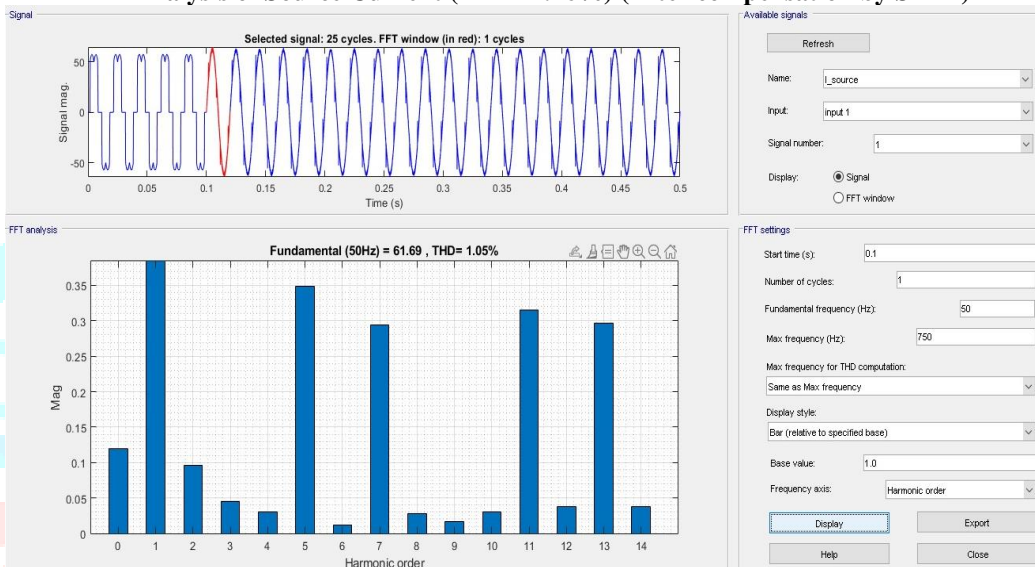 Signal
Selected signal: 25 cycles. FFT window (in red): 1 cycles
50
0
-50
Signal mag.
0 0.05 0.1 0.15 0.2 0.25 0.3 0.35 0.4 0.45 0.5
Time (s)
Available signals
Refresh
Name: I_source
Input: input 1
Signal number: 1
Display: Signal
FFT window
FFT analysis
Fundamental (50Hz) = 61.69 , THD= 1.05%
0.35
0.3
0.25
0.2
0.15
0.1
0.05
0
Mag
0 1 2 3 4 5 6 7 8 9 10 11 12 13 14
Harmonic order
FFT settings
Start time (s): 0.1
Number of cycles: 1
Fundamental frequency (Hz): 50
Max frequency (Hz): 750
Max frequency for THD computation:
Same as Max frequency
Display style:
Bar (relative to specified base)
Base value: 1.0
Frequency axis: Harmonic order
Display Export
Help Close